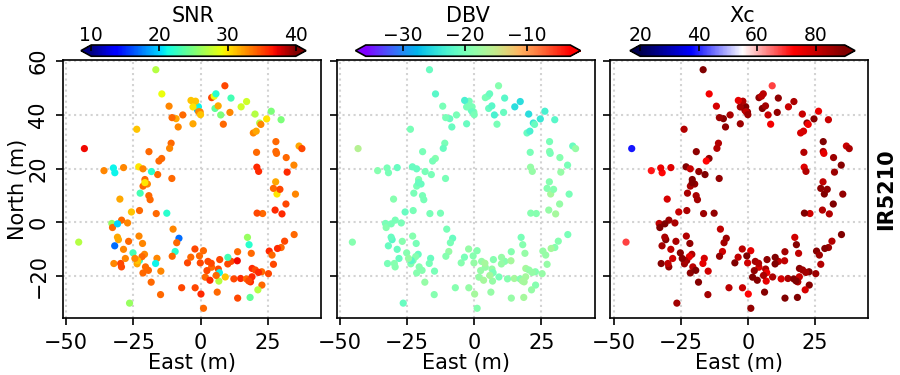 SNR DBV Xc
10 20 30 40 −30 −20 −10 20 40 60 80
60
40
20
0
−20
North (m)
IR5210
−50 −25 0 25 −50 −25 0 25 −50 −25 0 25
East (m) East (m) East (m)